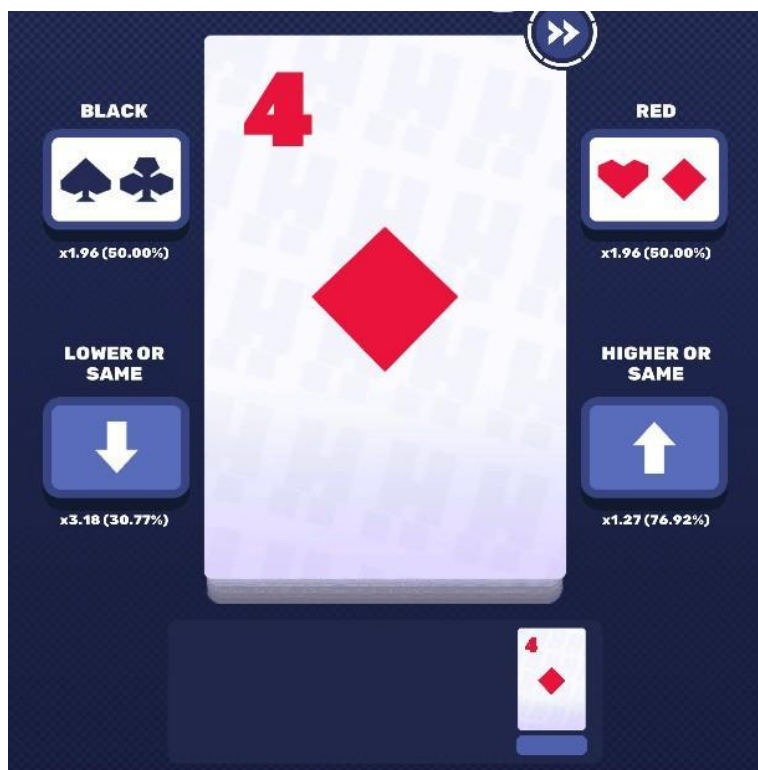 4
BLACK
x1.96 (50.00%)
RED
x1.96 (50.00%)
LOWER OR
SAME
x3.18 (30.77%)
HIGHER OR
SAME
x1.27 (76.92%)
4